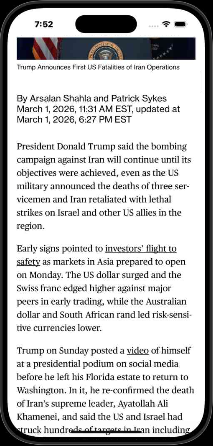 7:52
Trump Announces First US Fatalities of Iran Operations
By Arsalan Shahla and Patrick Sykes
March 1, 2026, 11:31 AM EST, updated at
March 1, 2026, 6:27 PM EST
President Donald Trump said the bombing
campaign against Iran will continue until its
objectives were achieved, even as the US
military announced the deaths of three ser-
vicemen and Iran retaliated with lethal
strikes on Israel and other US allies in the
region.
Early signs pointed to investors' flight to
safety as markets in Asia prepared to open
on Monday. The US dollar surged and the
Swiss franc edged higher against major
peers in early trading, while the Australian
dollar and South African rand led risk-sensi-
tive currencies lower.
Trump on Sunday posted a video of himself
at a presidential podium on social media
before he left his Florida estate to return to
Washington. In it, he re-confirmed the death
of Iran's supreme leader, Ayatollah Ali
Khamenei, and said the US and Israel had
struck hundreds of targets in Iran including